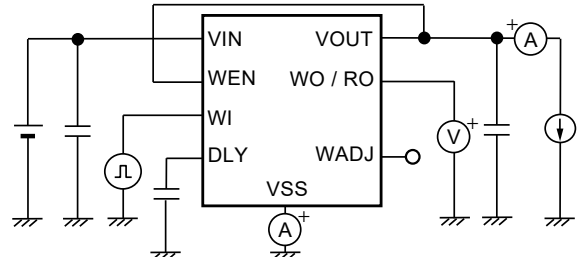 VIN VOUT
WEN WO / RO
WI
DLY WADJ
VSS
A +
V +
A +